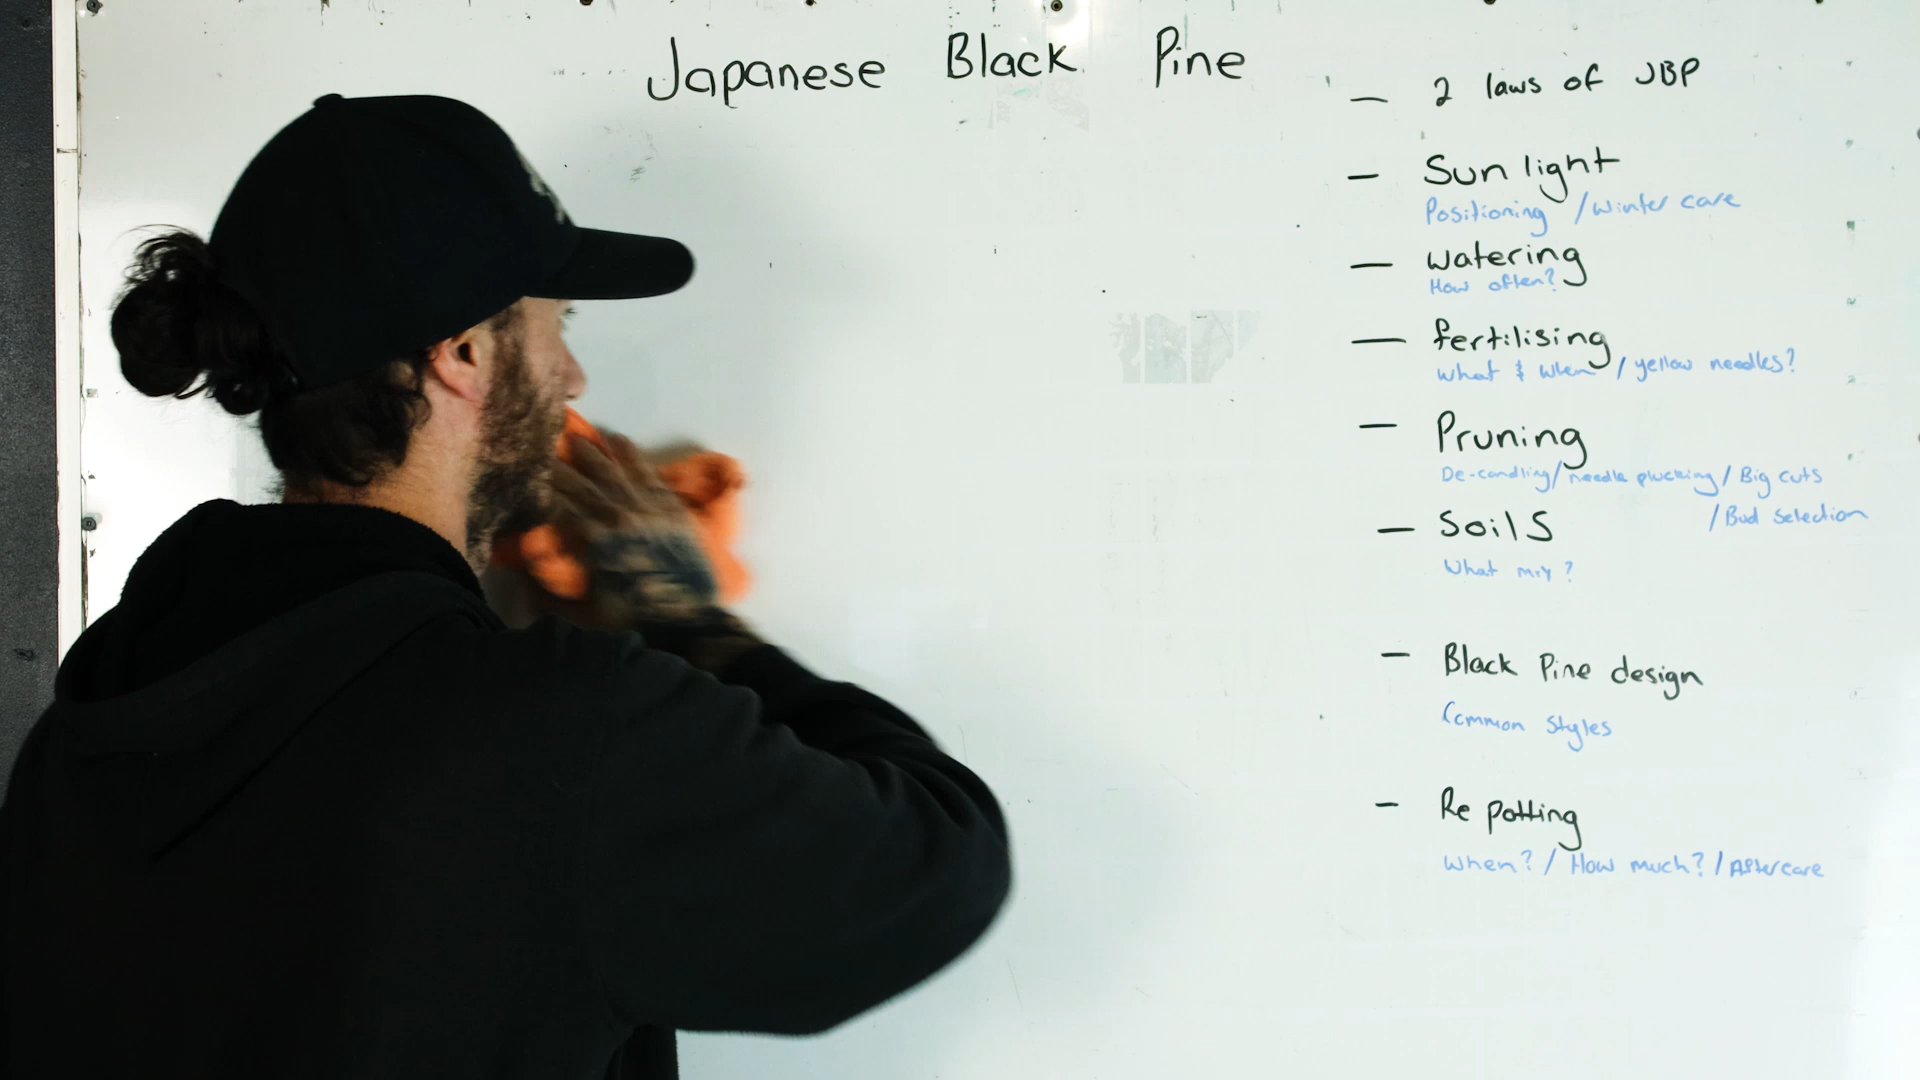 Japanese Black Pine
— 2 laws of JBP
— Sun light
Positioning / Winter care
— Watering
How often?
— fertilising
What & When / yellow needles?
— Pruning
De-candling / needle plucking / Big cuts
/ Bud Selection
— Soils
What mix?
— Black Pine design
Common Styles
— Re potting
When? / How much? / Aftercare